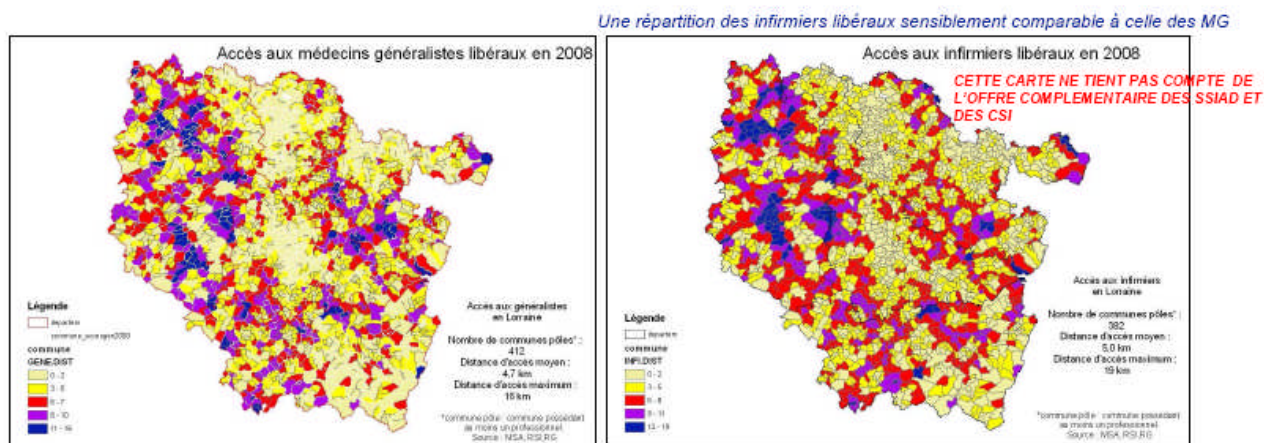 Une répartition des infirmiers libéraux sensiblement comparable à celle des MG
Accès aux médecins généralistes libéraux en 2008
Légende
commune
GENE.DIST
0 - 2
8 - 10
11 - 16
Accès aux généralistes
en Lorraine
Nombre de communes pôles* :
412
Distance d'accès moyen :
4,7 km
Distance d'accès maximum :
16 km
*commune pôle : commune possédant
au moins un professionnel
Source : MSA, RSI, RG
Accès aux infirmiers libéraux en 2008
CETTE CARTE NE TIENT PAS COMPTE DE
L'OFFRE COMPLEMENTAIRE DES SSIAD ET
DES CSI
Légende
commune
INFI.DIST
0 - 2
Accès aux infirmiers
en Lorraine
Nombre de communes pôles* :
382
Distance d'accès moyen :
5,0 km
Distance d'accès maximum :
19 km
*commune pôle : commune possédant
au moins un professionnel
Source : MSA, RSI, RG